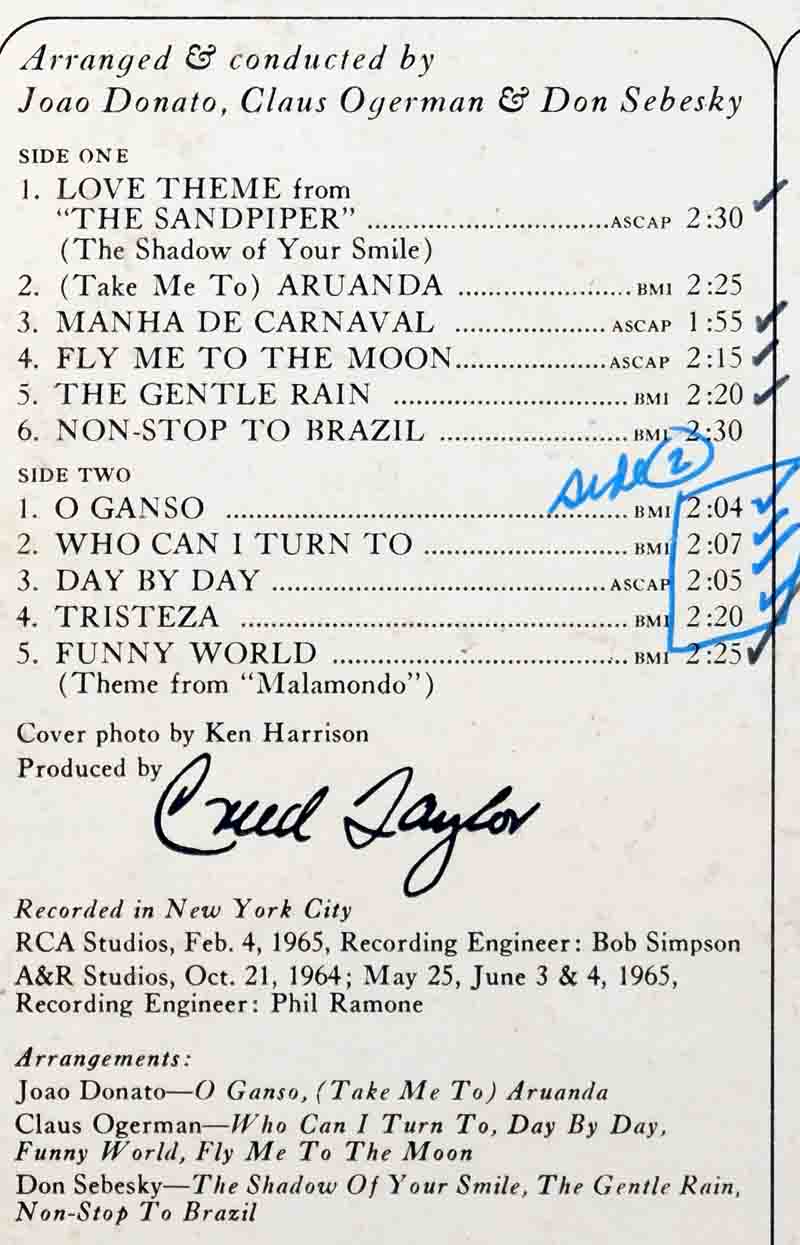 Arranged & conducted by
Joao Donato, Claus Ogerman & Don Sebesky
SIDE ONE
1. LOVE THEME from
"THE SANDPIPER" ................................ASCAP 2:30
(The Shadow of Your Smile)
2. (Take Me To) ARUANDA ....................... BMI 2:25
3. MANHA DE CARNAVAL .................... ASCAP 1:55
4. FLY ME TO THE MOON....................ASCAP 2:15
5. THE GENTLE RAIN ............................... BMI 2:20
6. NON-STOP TO BRAZIL ......................... BMI 2:30
side 2
SIDE TWO
1. O GANSO ..................................................... BMI 2:04
2. WHO CAN I TURN TO ........................... BMI 2:07
3. DAY BY DAY ............................................. ASCAP 2:05
4. TRISTEZA ................................................... BMI 2:20
5. FUNNY WORLD ....................................... BMI 2:25
(Theme from "Malamondo")
Cover photo by Ken Harrison
Produced by
Creed Taylor
Recorded in New York City
RCA Studios, Feb. 4, 1965, Recording Engineer: Bob Simpson
A&R Studios, Oct. 21, 1964; May 25, June 3 & 4, 1965,
Recording Engineer: Phil Ramone
Arrangements:
Joao Donato—O Ganso, (Take Me To) Aruanda
Claus Ogerman—Who Can I Turn To, Day By Day,
Funny World, Fly Me To The Moon
Don Sebesky—The Shadow Of Your Smile, The Gentle Rain,
Non-Stop To Brazil